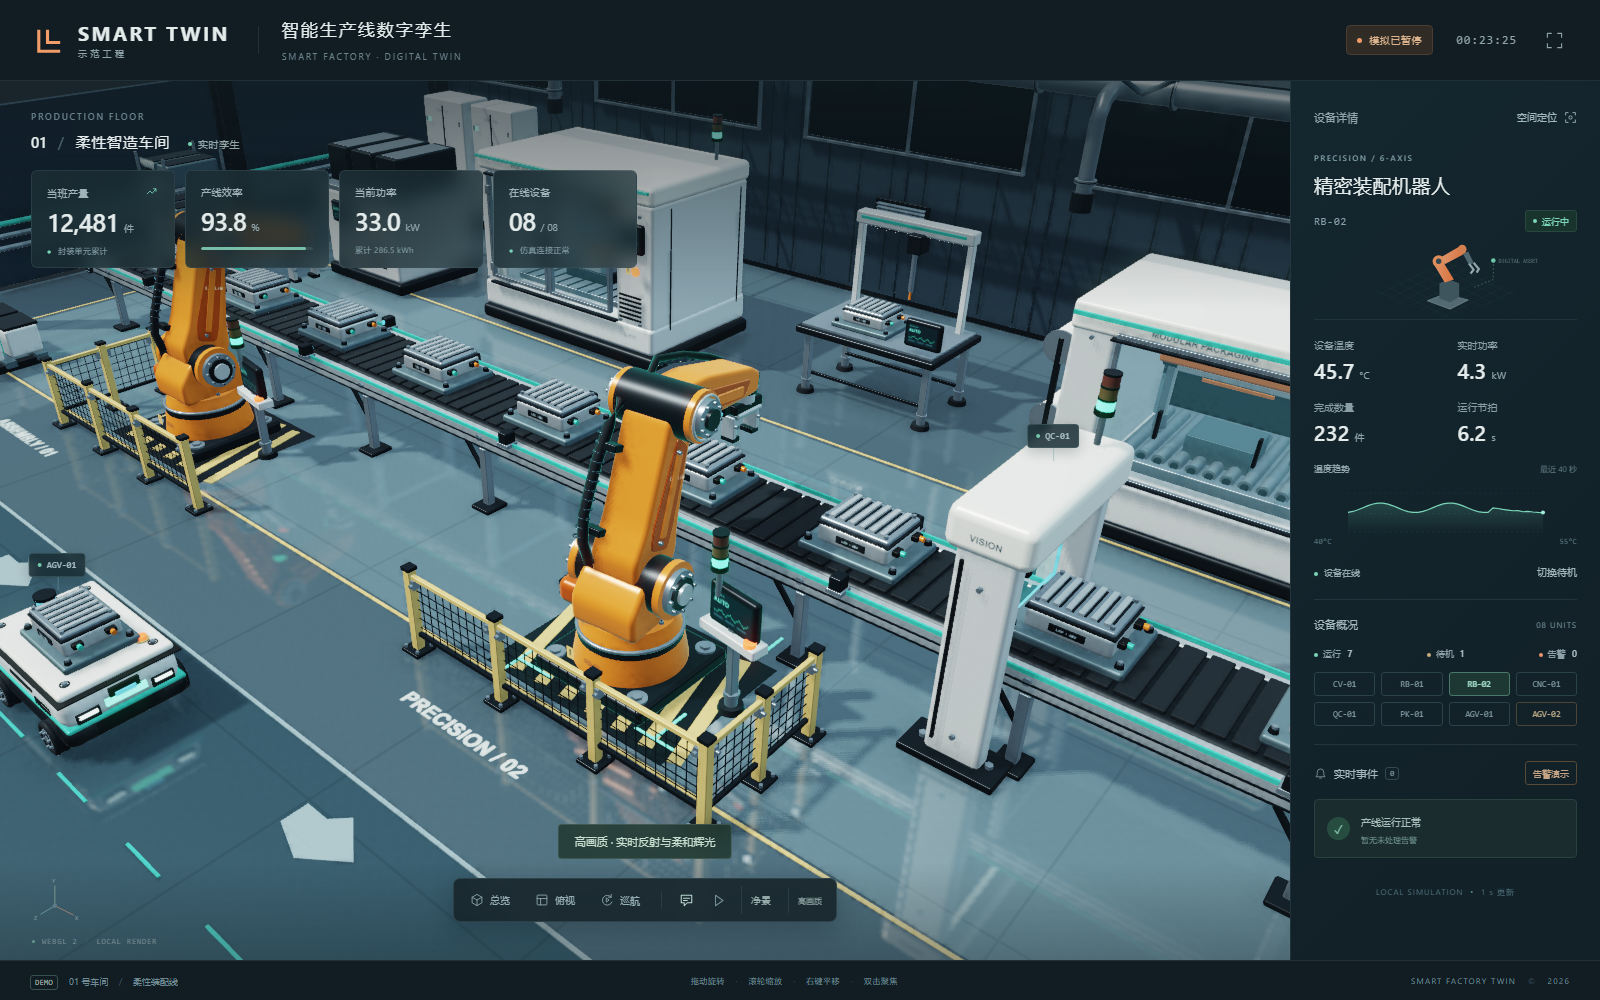 SMART TWIN
示范工程
智能生产线数字孪生
SMART FACTORY · DIGITAL TWIN
模拟已暂停
00:23:25
PRODUCTION FLOOR
01 / 柔性智造车间
实时孪生
当班产量
12,481 件
封装单元累计
产线效率
93.8 %
当前功率
33.0 kW
累计 286.5 kWh
在线设备
08 / 08
仿真连接正常
设备详情
空间定位
PRECISION / 6-AXIS
精密装配机器人
RB-02
运行中
DIGITAL ASSET
设备温度
45.7 °C
实时功率
4.3 kW
完成数量
232 件
运行节拍
6.2 s
温度趋势
最近 40 秒
40°C
55°C
设备在线
切换待机
设备概况
08 UNITS
运行 7
待机 1
告警 0
CV-01
RB-01
RB-02
CNC-01
QC-01
PK-01
AGV-01
AGV-02
实时事件 0
告警演示
产线运行正常
暂无未处理告警
LOCAL SIMULATION • 1 s 更新
MODULAR PACKAGING
AUTO
QC-01
VISION
AGV-01
AUTO
ASSEMBLY / 01
PRECISION / 02
高画质 · 实时反射与柔和辉光
总览
俯视
巡航
净景
高画质
Y
Z
X
WEBGL 2
LOCAL RENDER
DEMO
01 号车间 / 柔性装配线
拖动旋转 · 滚轮缩放 · 右键平移 · 双击聚焦
SMART FACTORY TWIN © 2026